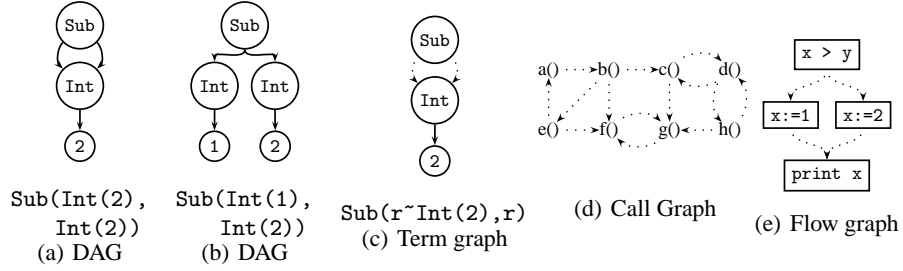 Sub
Int
2
Sub(Int(2),
Int(2))
(a) DAG
Sub
Int Int
1 2
Sub(Int(1),
Int(2))
(b) DAG
Sub
Int
2
Sub(r~Int(2),r)
(c) Term graph
a() b() c() d()
e() f() g() h()
(d) Call Graph
x > y
x:=1 x:=2
print x
(e) Flow graph